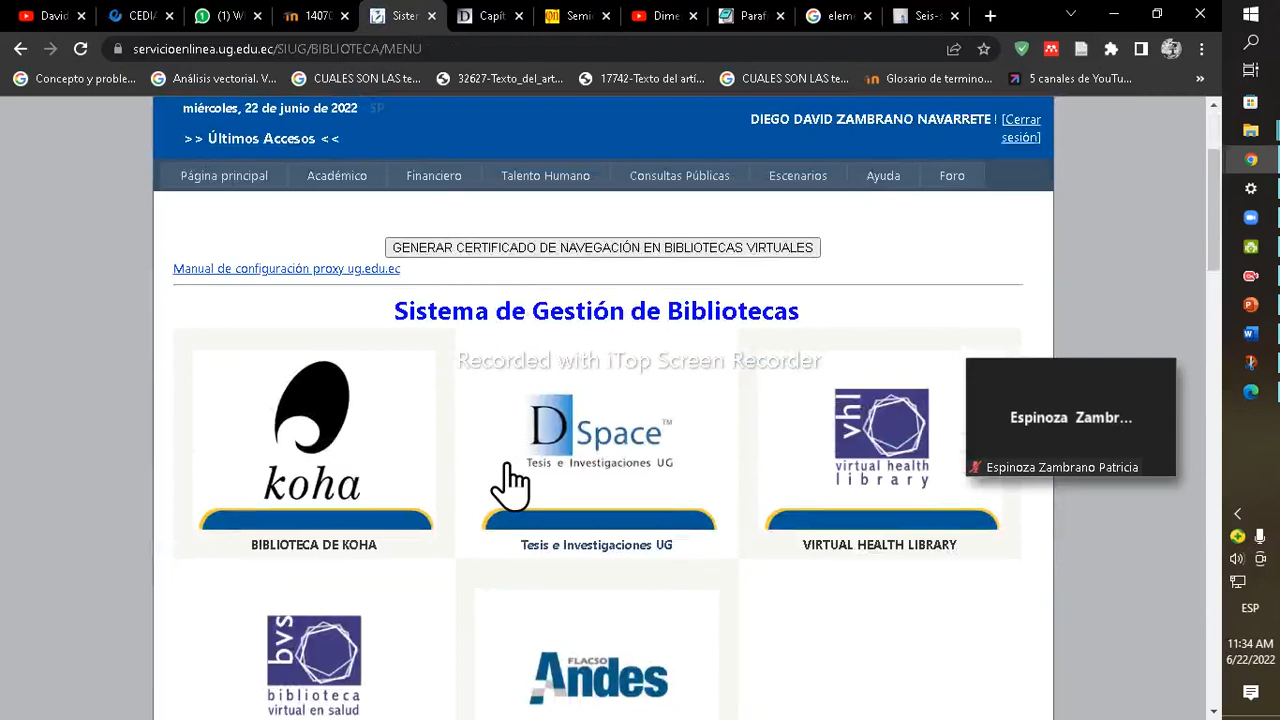 David
CEDIA
(1) W
14070
Sister
Capít
Semi
Dime
Paraf
elem
Seis-s
servicioenlinea.ug.edu.ec/SIUG/BIBLIOTECA/MENU
Concepto y proble...
Análisis vectorial. V...
CUALES SON LAS te...
32627-Texto_del_art...
17742-Texto del artí...
CUALES SON LAS te...
Glosario de termino...
5 canales de YouTu...
miércoles, 22 de junio de 2022 SP
>> Últimos Accesos <<
DIEGO DAVID ZAMBRANO NAVARRETE ! [Cerrar
sesión]
Página principal
Académico
Financiero
Talento Humano
Consultas Públicas
Escenarios
Ayuda
Foro
GENERAR CERTIFICADO DE NAVEGACIÓN EN BIBLIOTECAS VIRTUALES
Manual de configuración proxy ug.edu.ec
Sistema de Gestión de Bibliotecas
Recorded with iTop Screen Recorder
koha
DSpace™
Tesis e Investigaciones UG
vhl
virtual health
library
Espinoza Zambr...
Espinoza Zambrano Patricia
BIBLIOTECA DE KOHA
Tesis e Investigaciones UG
VIRTUAL HEALTH LIBRARY
bvs
biblioteca
virtual en salud
FLACSO
Andes
ESP
11:34 AM
6/22/2022